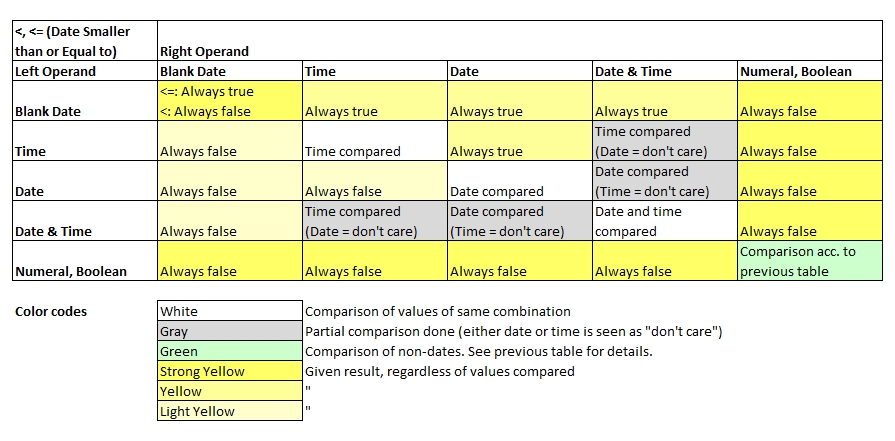 <, <= (Date Smaller
than or Equal to) Right Operand
Left Operand Blank Date Time Date Date & Time Numeral, Boolean
<=: Always true
Blank Date <: Always false Always true Always true Always true Always false
Time compared
Time Always false Time compared Always true (Date = don't care) Always false
Date compared
Date Always false Always false Date compared (Time = don't care) Always false
Time compared Date compared Date and time
Date & Time Always false (Date = don't care) (Time = don't care) compared Always false
Comparison acc. to
Numeral, Boolean Always false Always false Always false Always false previous table
Color codes White Comparison of values of same combination
Gray Partial comparison done (either date or time is seen as "don't care")
Green Comparison of non-dates. See previous table for details.
Strong Yellow Given result, regardless of values compared
Yellow "
Light Yellow "